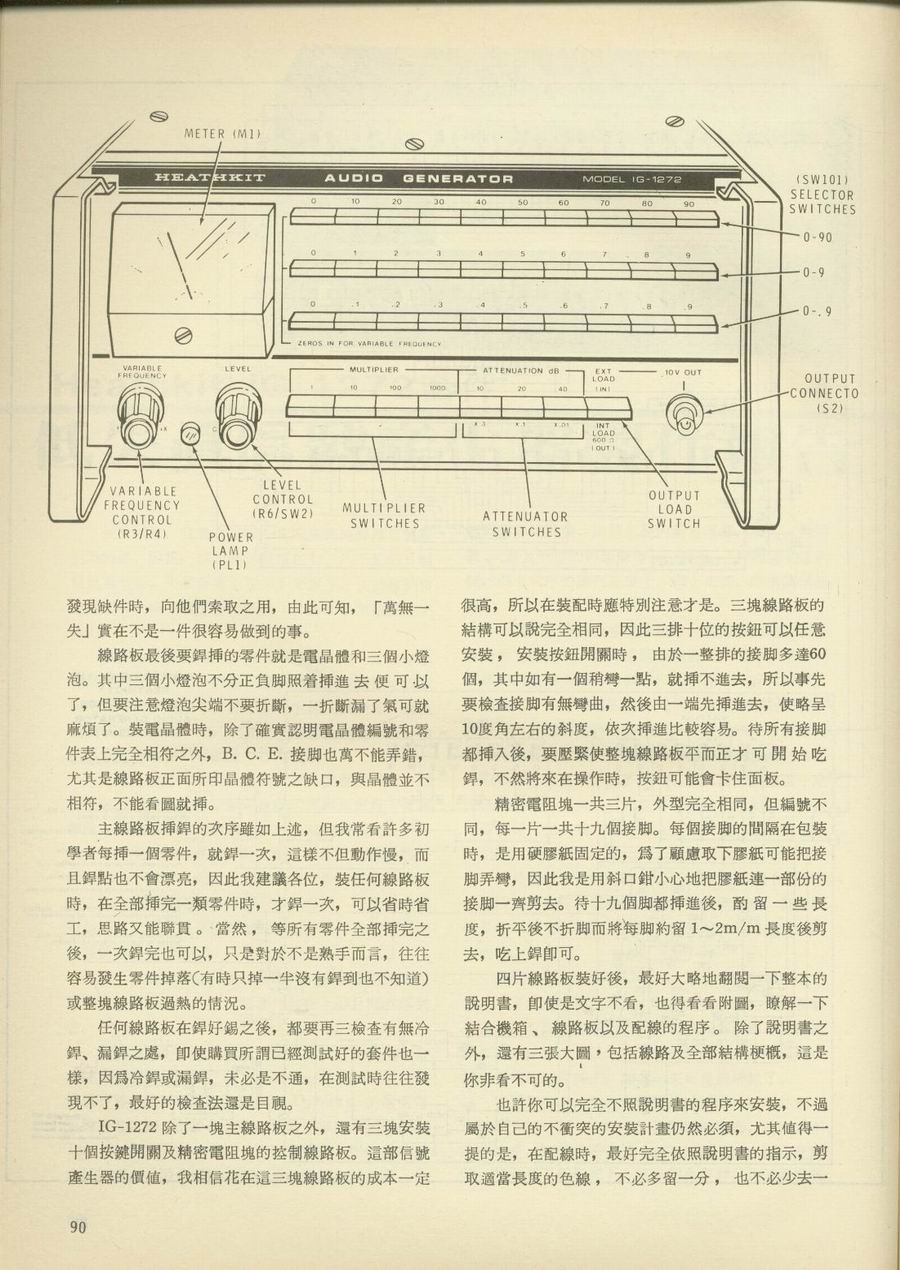 METER (M1)
HEATHKIT AUDIO GENERATOR MODEL IG-1272
(SW101)
SELECTOR
SWITCHES
0 10 20 30 40 50 60 70 80 90
0-90
0 1 2 3 4 5 6 7 8 9
0-9
0 .1 .2 .3 .4 .5 .6 .7 .8 .9
0-.9
ZEROS IN FOR VARIABLE FREQUENCY
VARIABLE
FREQUENCY
LEVEL
MULTIPLIER
1 10 100 1000
ATTENUATION dB
10 20 40
X.3 X.1 X.01
EXT
LOAD
(IN)
INT
LOAD
600 Ω
(OUT)
10V OUT
OUTPUT
CONNECTO
(S2)
VARIABLE
FREQUENCY
CONTROL
(R3/R4)
POWER
LAMP
(PL1)
LEVEL
CONTROL
(R6/SW2)
MULTIPLIER
SWITCHES
ATTENUATOR
SWITCHES
OUTPUT
LOAD
SWITCH
發現缺件時，向他們索取之用，由此可知，「萬無一
失」實在不是一件很容易做到的事。
線路板最後要銲挿的零件就是電晶體和三個小燈
泡。其中三個小燈泡不分正負脚照着挿進去便可以
了，但要注意燈泡尖端不要折斷，一折斷漏了氣可就
麻煩了。裝電晶體時，除了確實認明電晶體編號和零
件表上完全相符之外，B. C. E. 接脚也萬不能弄錯，
尤其是線路板正面所印晶體符號之缺口，與晶體並不
相符，不能看圖就挿。
主線路板挿銲的次序雖如上述，但我常看許多初
學者每挿一個零件，就銲一次，這樣不但動作慢，而
且銲點也不會漂亮，因此我建議各位，裝任何線路板
時，在全部挿完一類零件時，才銲一次，可以省時省
工，思路又能聯貫。當然，等所有零件全部挿完之
後，一次銲完也可以，只是對於不是熟手而言，往往
容易發生零件掉落(有時只掉一半沒有銲到也不知道)
或整塊線路板過熱的情況。
任何線路板在銲好錫之後，都要再三檢查有無冷
銲、漏銲之處，卽使購買所謂已經測試好的套件也一
樣，因爲冷銲或漏銲，未必是不通，在測試時往往發
現不了，最好的檢查法還是目視。
IG-1272 除了一塊主線路板之外，還有三塊安裝
十個按鍵開關及精密電阻塊的控制線路板。這部信號
產生器的價値，我相信花在這三塊線路板的成本一定
很高，所以在裝配時應特別注意才是。三塊線路板的
結構可以說完全相同，因此三排十位的按鈕可以任意
安裝，安裝按鈕開關時，由於一整排的接脚多達60
個，其中如有一個稍彎一點，就挿不進去，所以事先
要檢查接脚有無彎曲，然後由一端先挿進去，使略呈
10度角左右的斜度，依次挿進比較容易。待所有接脚
都挿入後，要壓緊使整塊線路板平而正才可開始吃
銲，不然將來在操作時，按鈕可能會卡住面板。
精密電阻塊一共三片，外型完全相同，但編號不
同，每一片一共十九個接脚。每個接脚的間隔在包裝
時，是用硬膠紙固定的，爲了顧慮取下膠紙可能把接
脚弄彎，因此我是用斜口鉗小心地把膠紙連一部份的
接脚一齊剪去。待十九個脚都挿進後，酌留一些長
度，折平後不折脚而將每脚約留 1～2m/m 長度後剪
去，吃上銲卽可。
四片線路板裝好後，最好大略地翻閱一下整本的
說明書，卽使是文字不看，也得看看附圖，瞭解一下
結合機箱、線路板以及配線的程序。除了說明書之
外，還有三張大圖，包括線路及全部結構梗槪，這是
你非看不可的。
也許你可以完全不照說明書的程序來安裝，不過
屬於自己的不衝突的安裝計畫仍然必須，尤其値得一
提的是，在配線時，最好完全依照說明書的指示，剪
取適當長度的色線，不必多留一分，也不必少去一
90